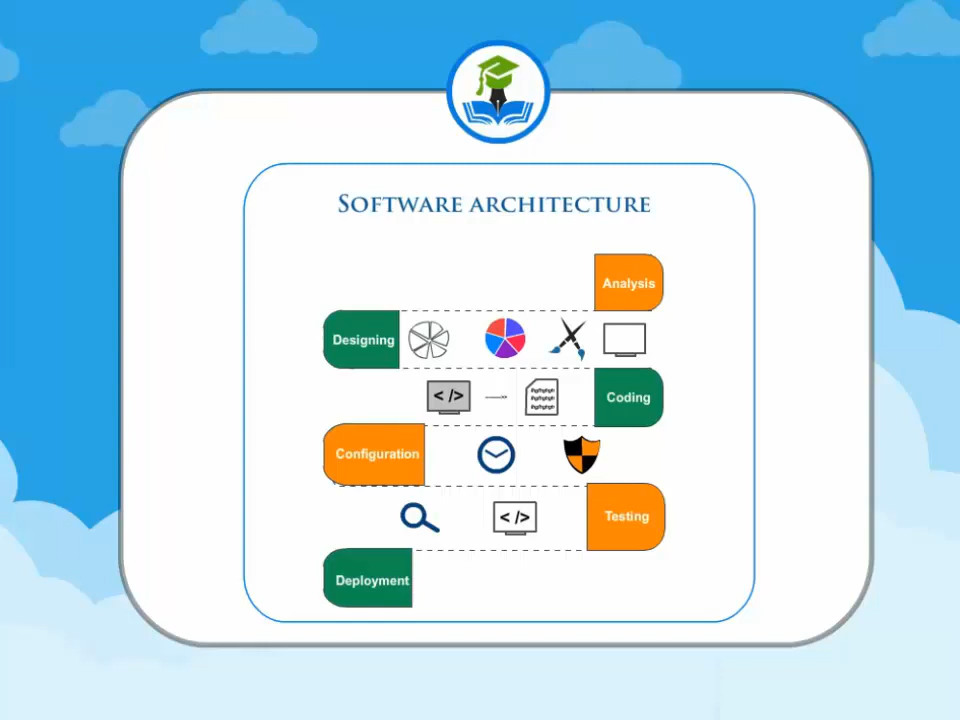 SOFTWARE ARCHITECTURE
Analysis
Designing
</>
Coding
Configuration
</>
Testing
Deployment